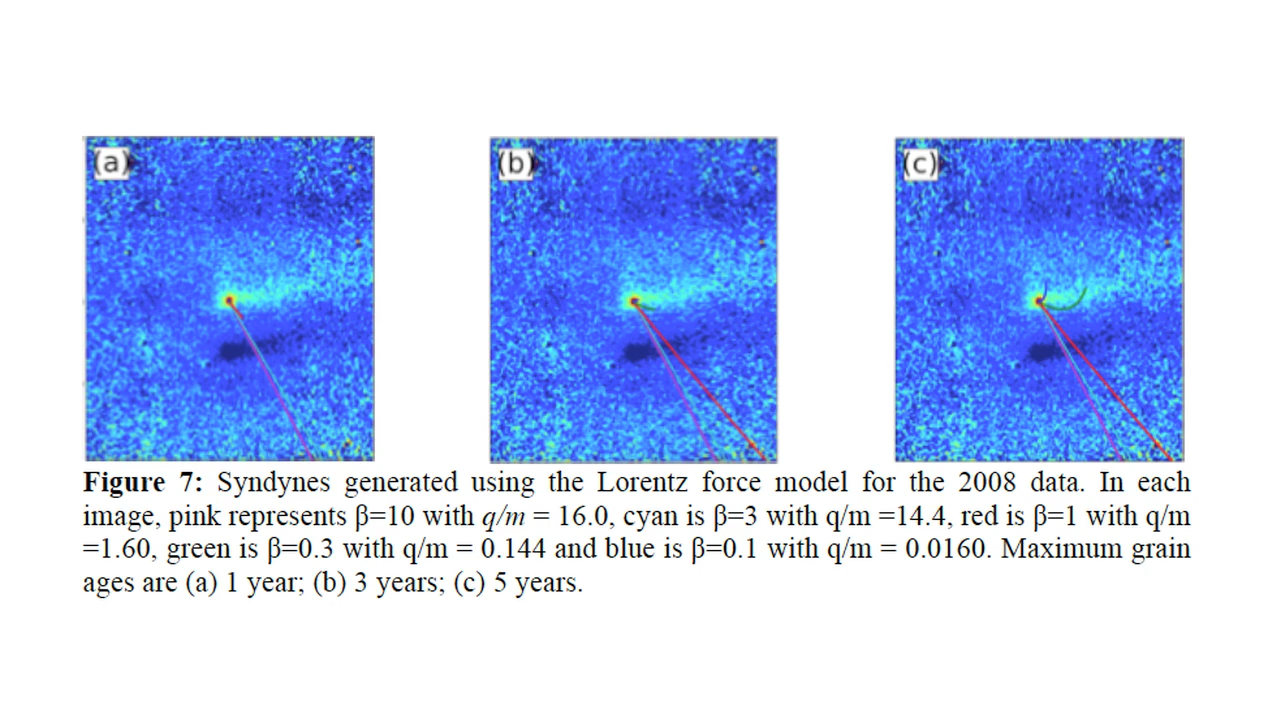 (a) (b) (c)
Figure 7: Syndynes generated using the Lorentz force model for the 2008 data. In each
image, pink represents β=10 with q/m = 16.0, cyan is β=3 with q/m =14.4, red is β=1 with q/m
=1.60, green is β=0.3 with q/m = 0.144 and blue is β=0.1 with q/m = 0.0160. Maximum grain
ages are (a) 1 year; (b) 3 years; (c) 5 years.